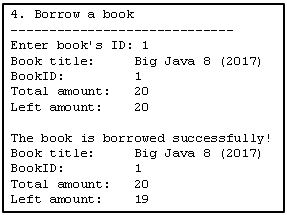 4. Borrow a book
-----------------------------
Enter book's ID: 1
Book title: Big Java 8 (2017)
BookID: 1
Total amount: 20
Left amount: 20
The book is borrowed successfully!
Book title: Big Java 8 (2017)
BookID: 1
Total amount: 20
Left amount: 19